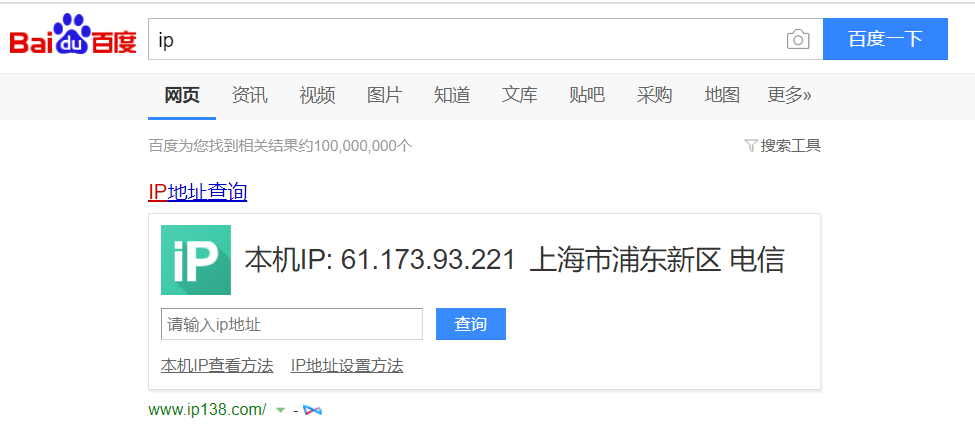 Bai du 百度 ip 百度一下
网页 资讯 视频 图片 知道 文库 贴吧 采购 地图 更多»
百度为您找到相关结果约100,000,000个 搜索工具
IP地址查询
iP 本机IP: 61.173.93.221 上海市浦东新区 电信
请输入ip地址 查询
本机IP查看方法 IP地址设置方法
www.ip138.com/ -